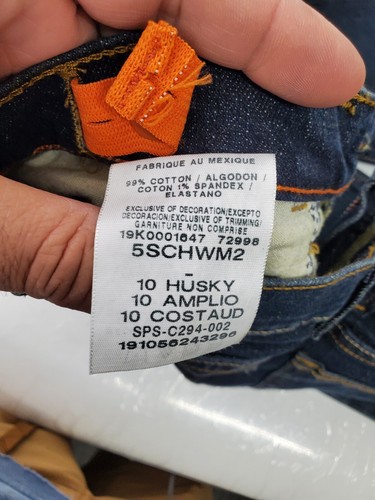 FABRIQUE AU MEXIQUE
99% COTTON / ALGODON /
COTON 1% SPANDEX /
ELASTANO
EXCLUSIVE OF DECORATION/EXCEPTO
DECORACION/EXCLUSIVE OF TRIMMING/
GARNITURE NON COMPRISE
19K0001647 72998
5SCHWM2
-
10 HUSKY
10 AMPLIO
10 COSTAUD
SPS-C294-002
191056243296